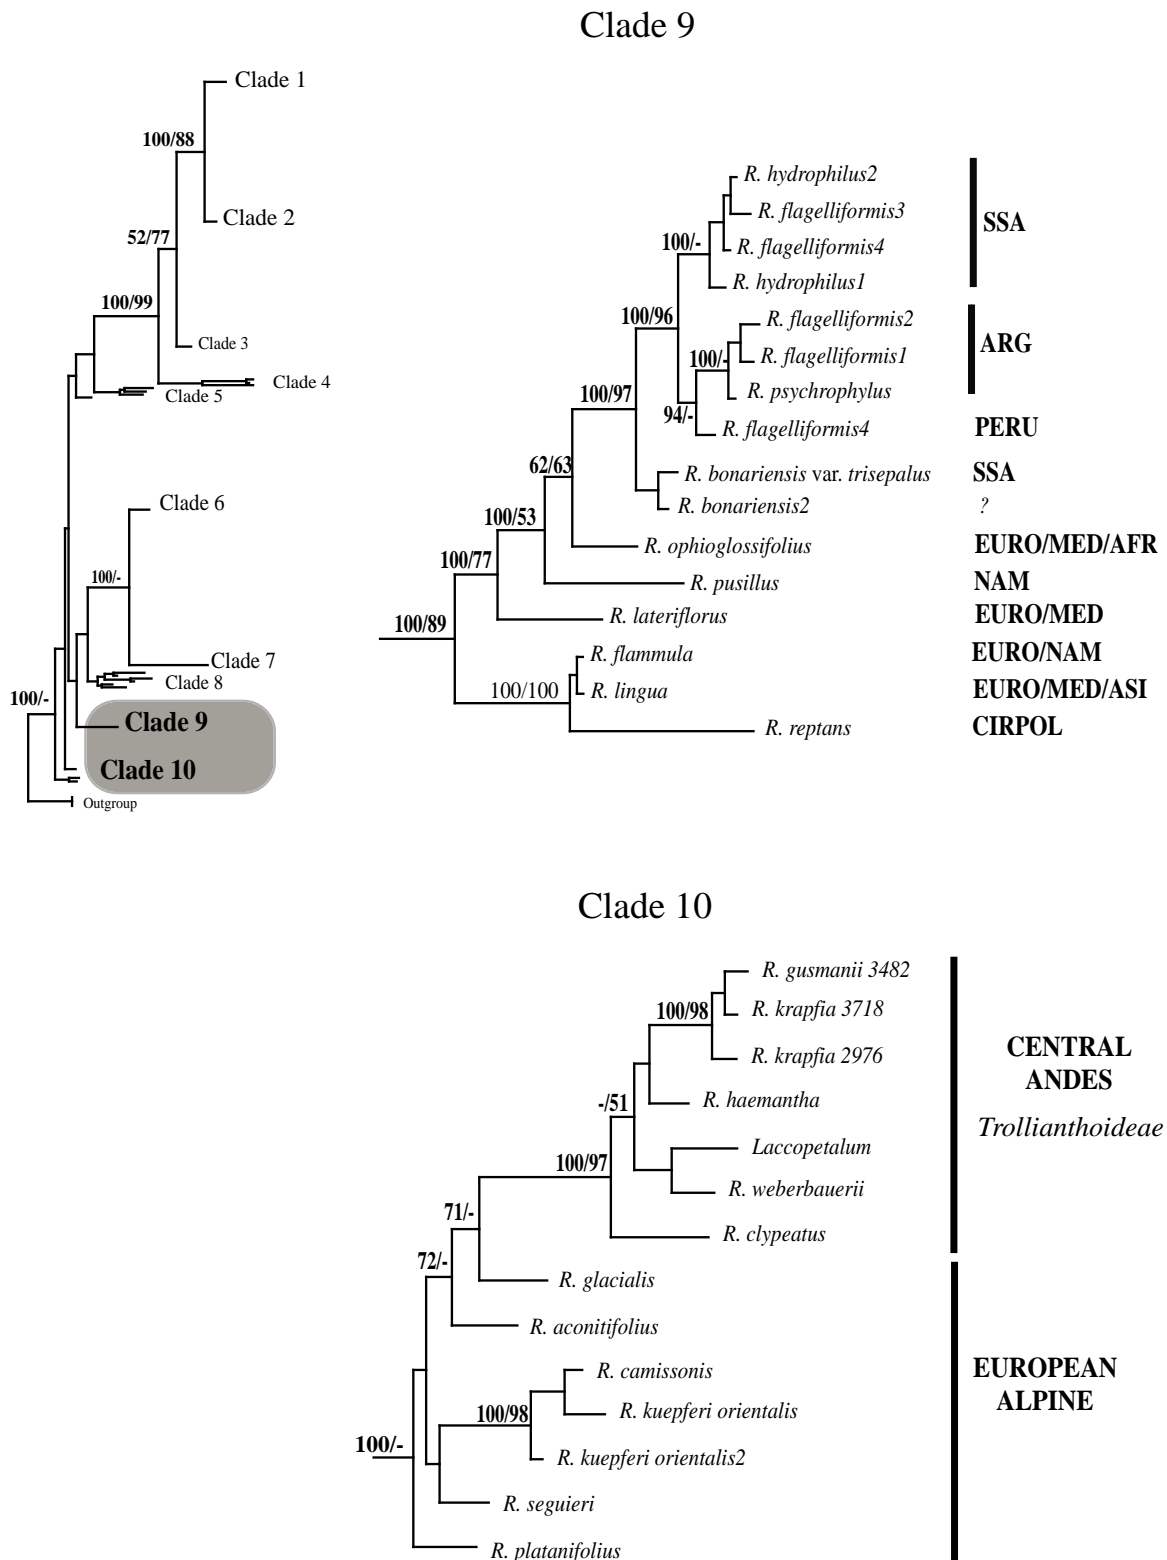 Clade 9
Clade 1
100/88
Clade 2
52/77
100/99
Clade 3
Clade 4
Clade 5
Clade 6
100/-
Clade 7
Clade 8
100/-
Clade 9
Clade 10
Outgroup
R. hydrophilus2
R. flagelliformis3
SSA
100/-
R. flagelliformis4
R. hydrophilus1
100/96
R. flagelliformis2
ARG
100/-
R. flagelliformis1
100/97
R. psychrophylus
94/-
R. flagelliformis4
PERU
62/63
R. bonariensis var. trisepalus
SSA
R. bonariensis2
?
100/53
R. ophioglossifolius
EURO/MED/AFR
100/77
R. pusillus
NAM
R. lateriflorus
EURO/MED
100/89
R. flammula
EURO/NAM
100/100
R. lingua
EURO/MED/ASI
R. reptans
CIRPOL
Clade 10
R. gusmanii 3482
100/98
R. krapfia 3718
R. krapfia 2976
CENTRAL
ANDES
-/51
R. haemantha
Trollianthoideae
Laccopetalum
100/97
R. weberbauerii
71/-
R. clypeatus
72/-
R. glacialis
R. aconitifolius
R. camissonis
EUROPEAN
ALPINE
100/98
R. kuepferi orientalis
100/-
R. kuepferi orientalis2
R. seguieri
R. platanifolius